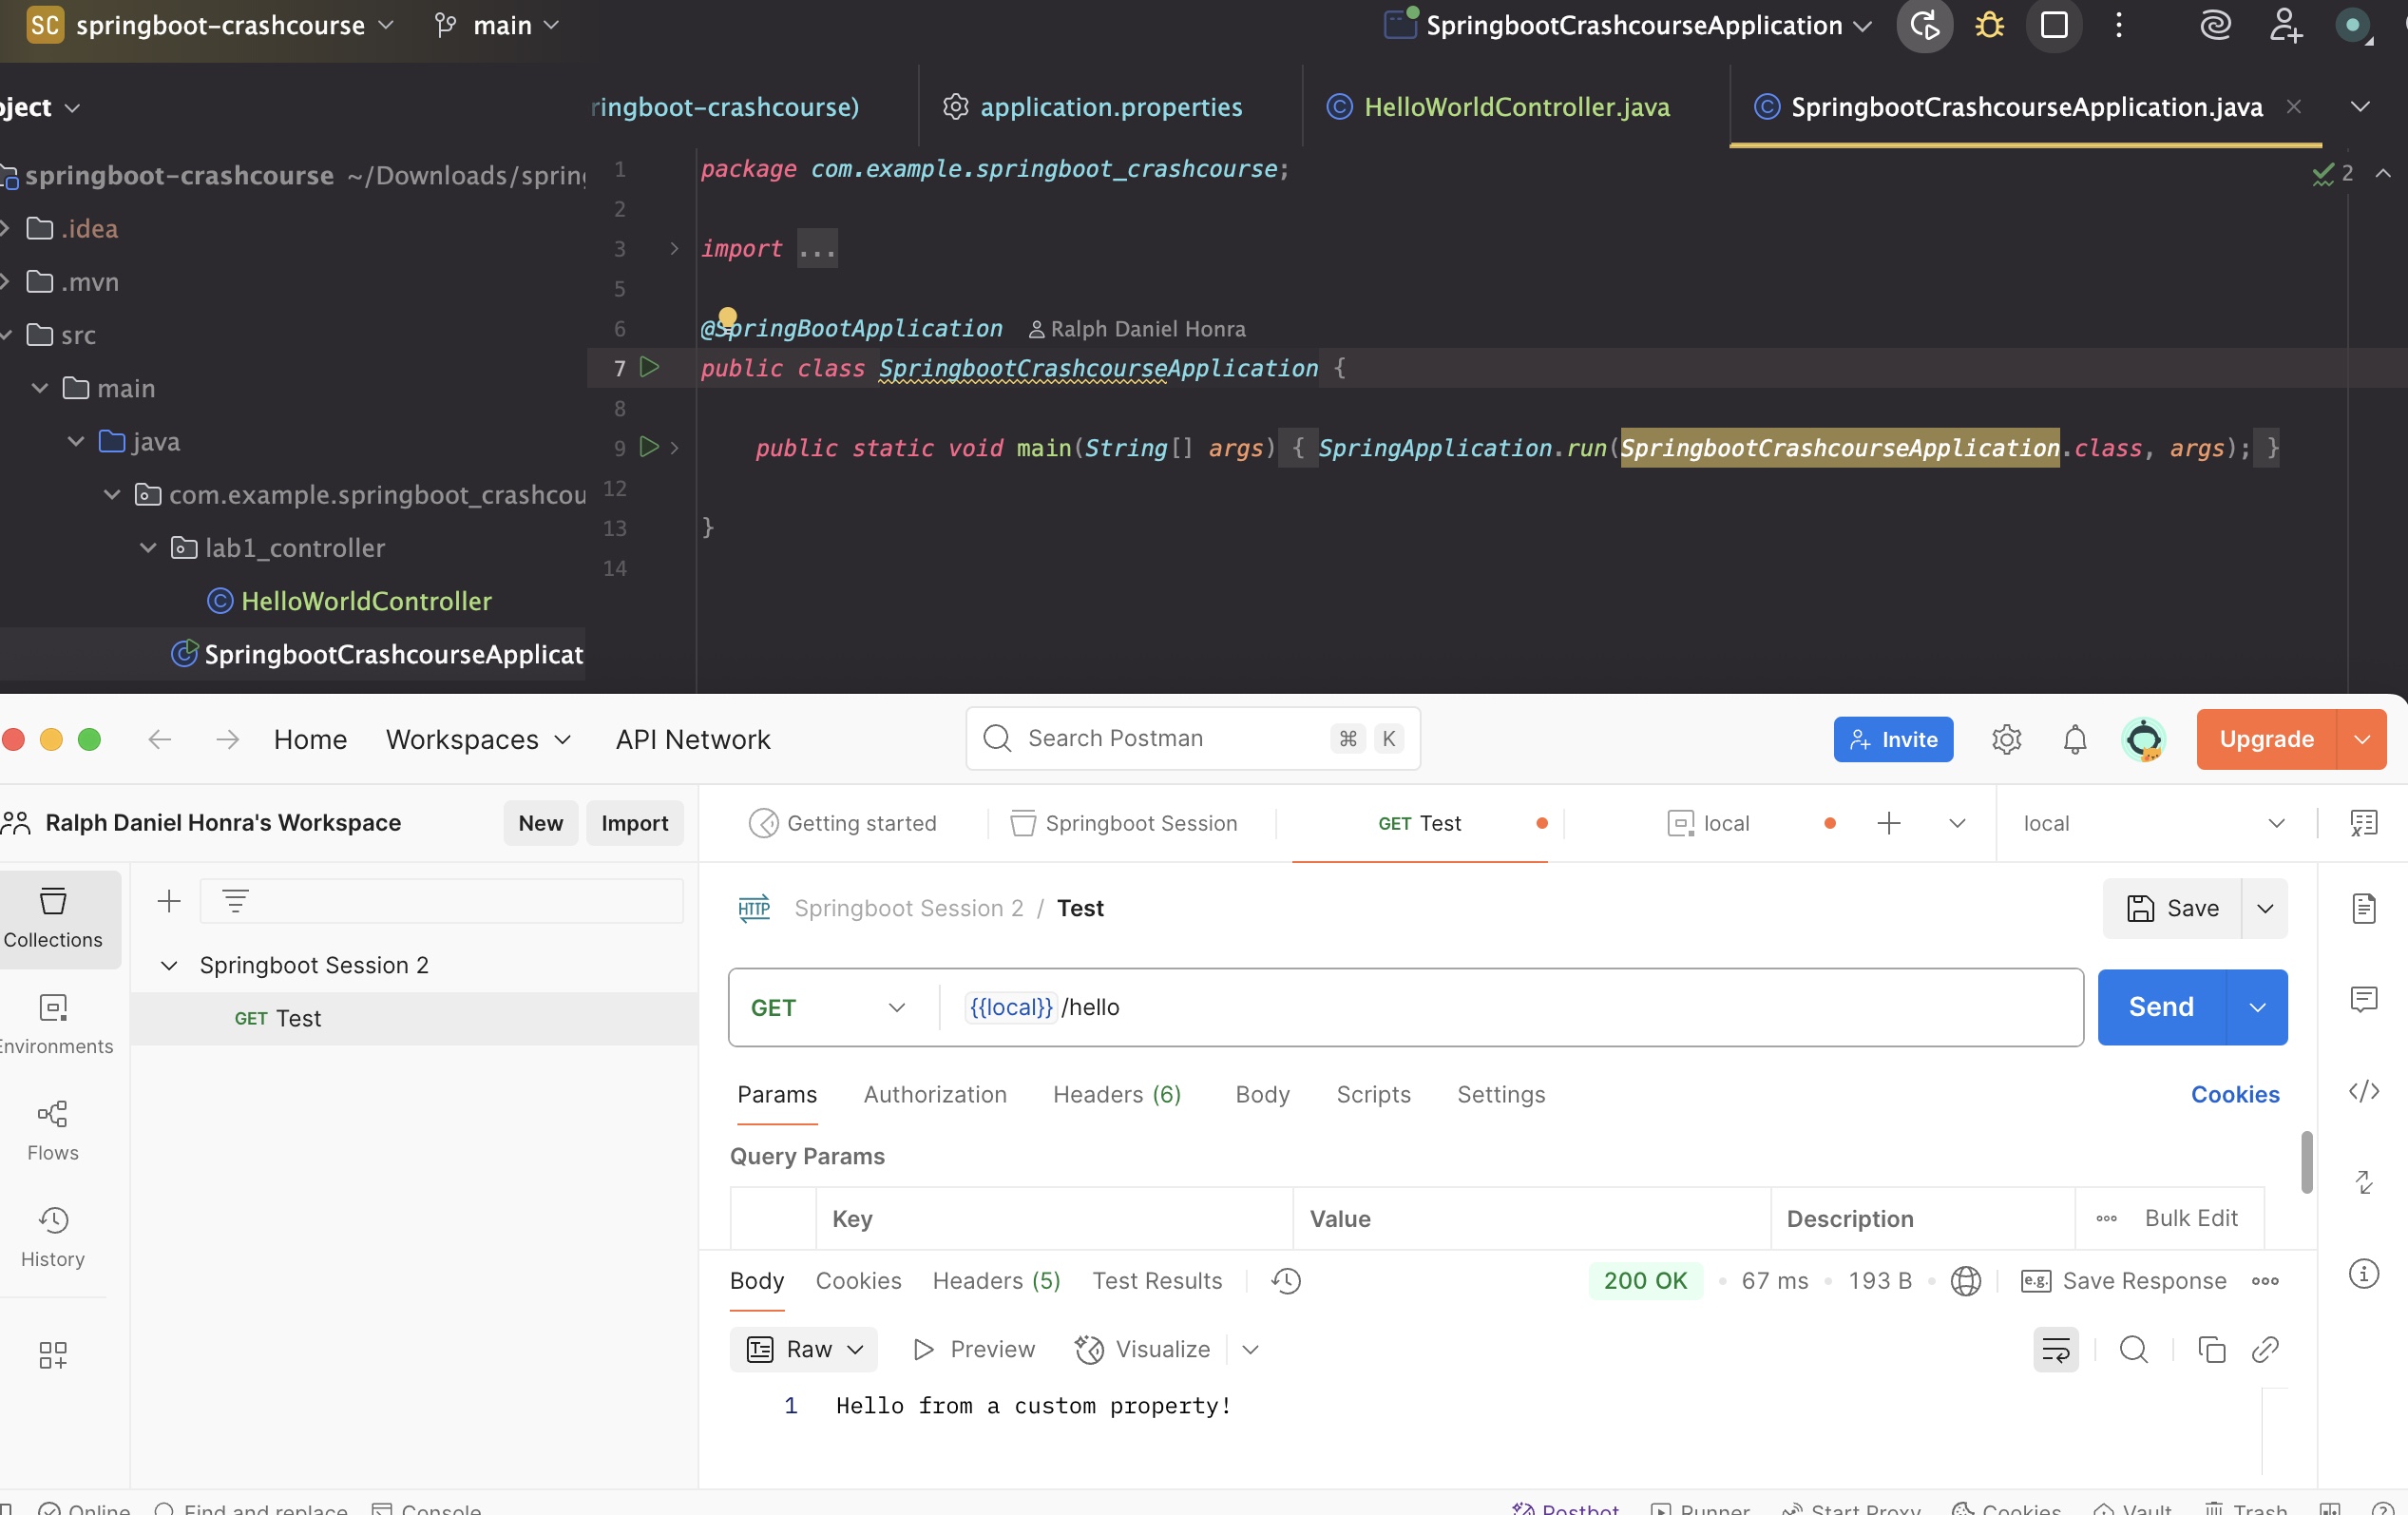 SC springboot-crashcourse main SpringbootCrashcourseApplication
ject
ringboot-crashcourse) application.properties HelloWorldController.java SpringbootCrashcourseApplication.java
springboot-crashcourse ~/Downloads/spring
.idea
.mvn
src
main
java
com.example.springboot_crashcou
lab1_controller
HelloWorldController
SpringbootCrashcourseApplicat
1 package com.example.springboot_crashcourse;
2
3 import ...
5
6 @SpringBootApplication Ralph Daniel Honra
7 public class SpringbootCrashcourseApplication {
8
9 public static void main(String[] args) { SpringApplication.run(SpringbootCrashcourseApplication.class, args); }
12
13 }
14
2
Home Workspaces API Network Search Postman ⌘ K Invite Upgrade
Ralph Daniel Honra's Workspace New Import
Getting started Springboot Session GET Test local local
Collections
Environments
Flows
History
Springboot Session 2
GET Test
HTTP Springboot Session 2 / Test Save
GET {{local}} /hello Send
Params Authorization Headers (6) Body Scripts Settings Cookies
Query Params
Key Value Description Bulk Edit
Body Cookies Headers (5) Test Results 200 OK 67 ms 193 B e.g. Save Response
Raw Preview Visualize
1 Hello from a custom property!
Online Find and replace Console Postbot Runner Start Proxy Cookies Vault Trash